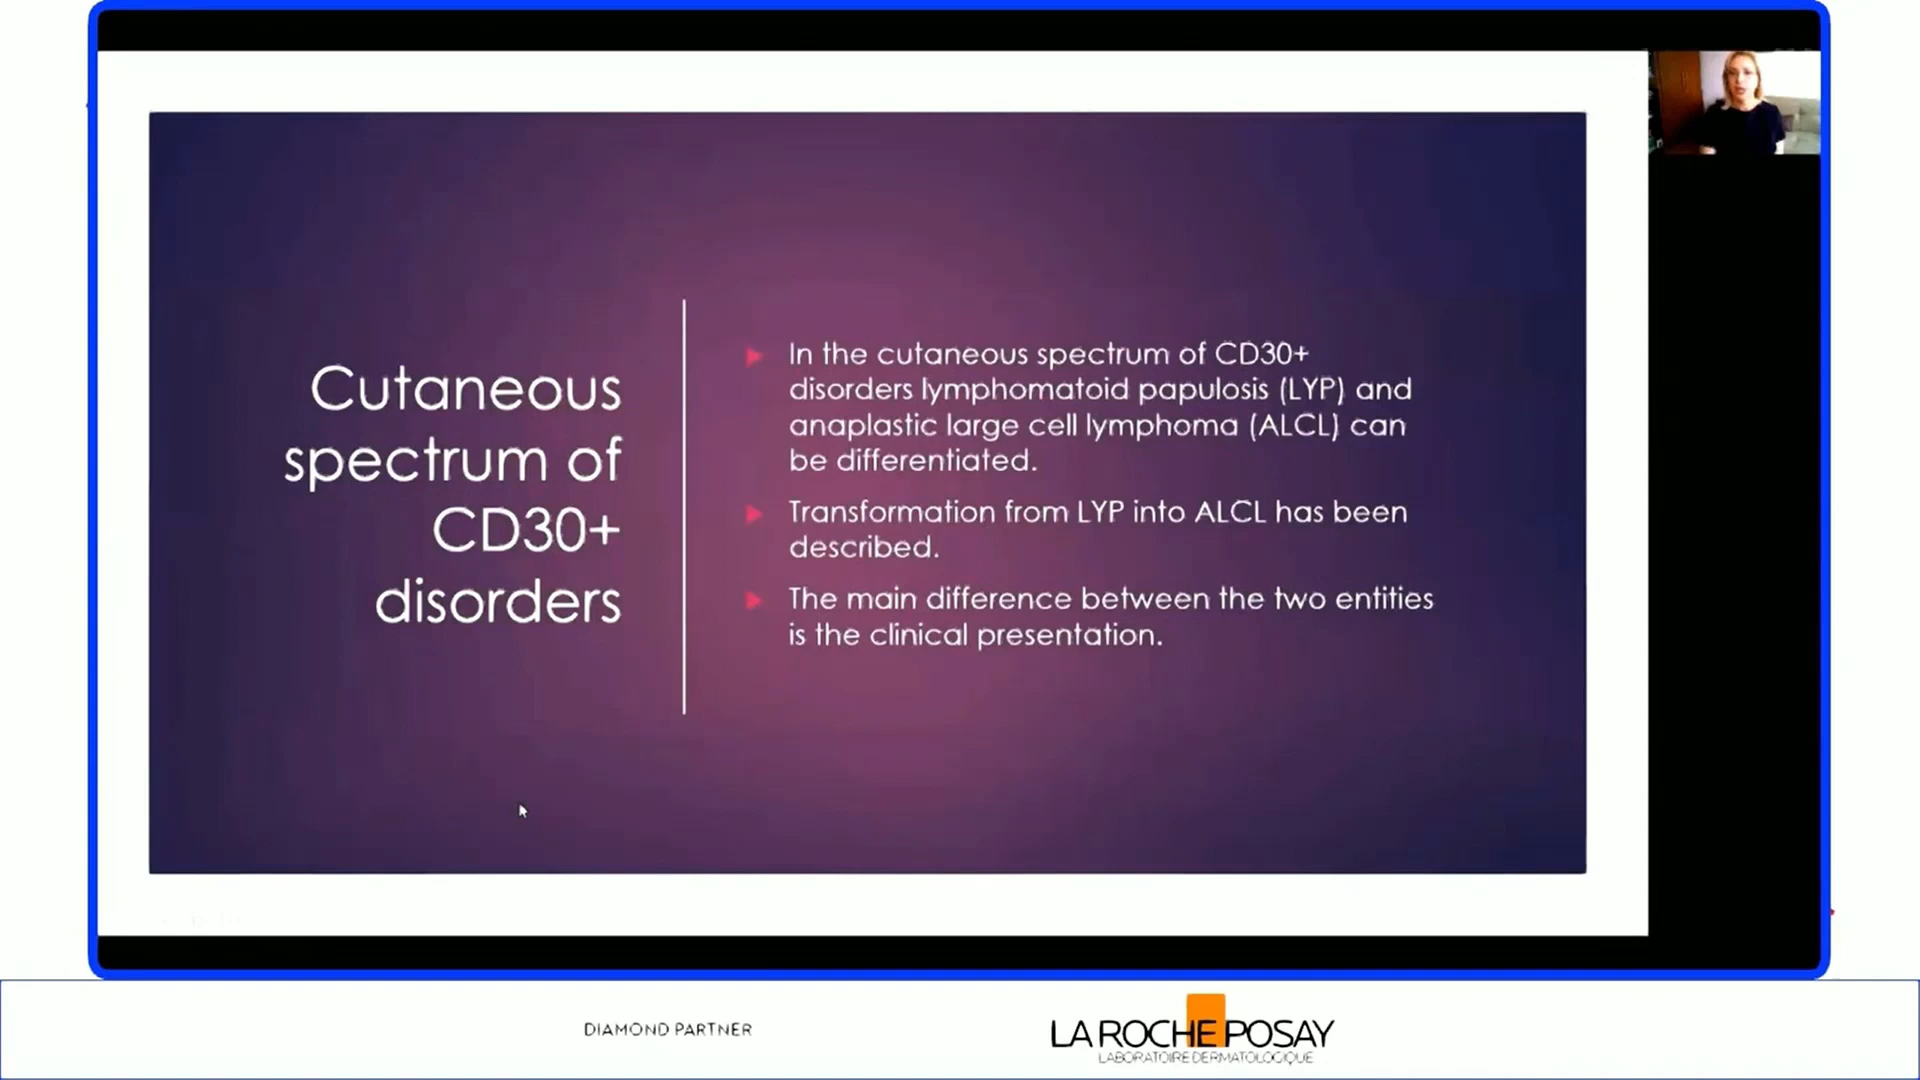 Cutaneous
spectrum of
CD30+
disorders
In the cutaneous spectrum of CD30+
disorders lymphomatoid papulosis (LYP) and
anaplastic large cell lymphoma (ALCL) can
be differentiated.
Transformation from LYP into ALCL has been
described.
The main difference between the two entities
is the clinical presentation.
DIAMOND PARTNER
LA ROCHE POSAY
LABORATOIRE DERMATOLOGIQUE